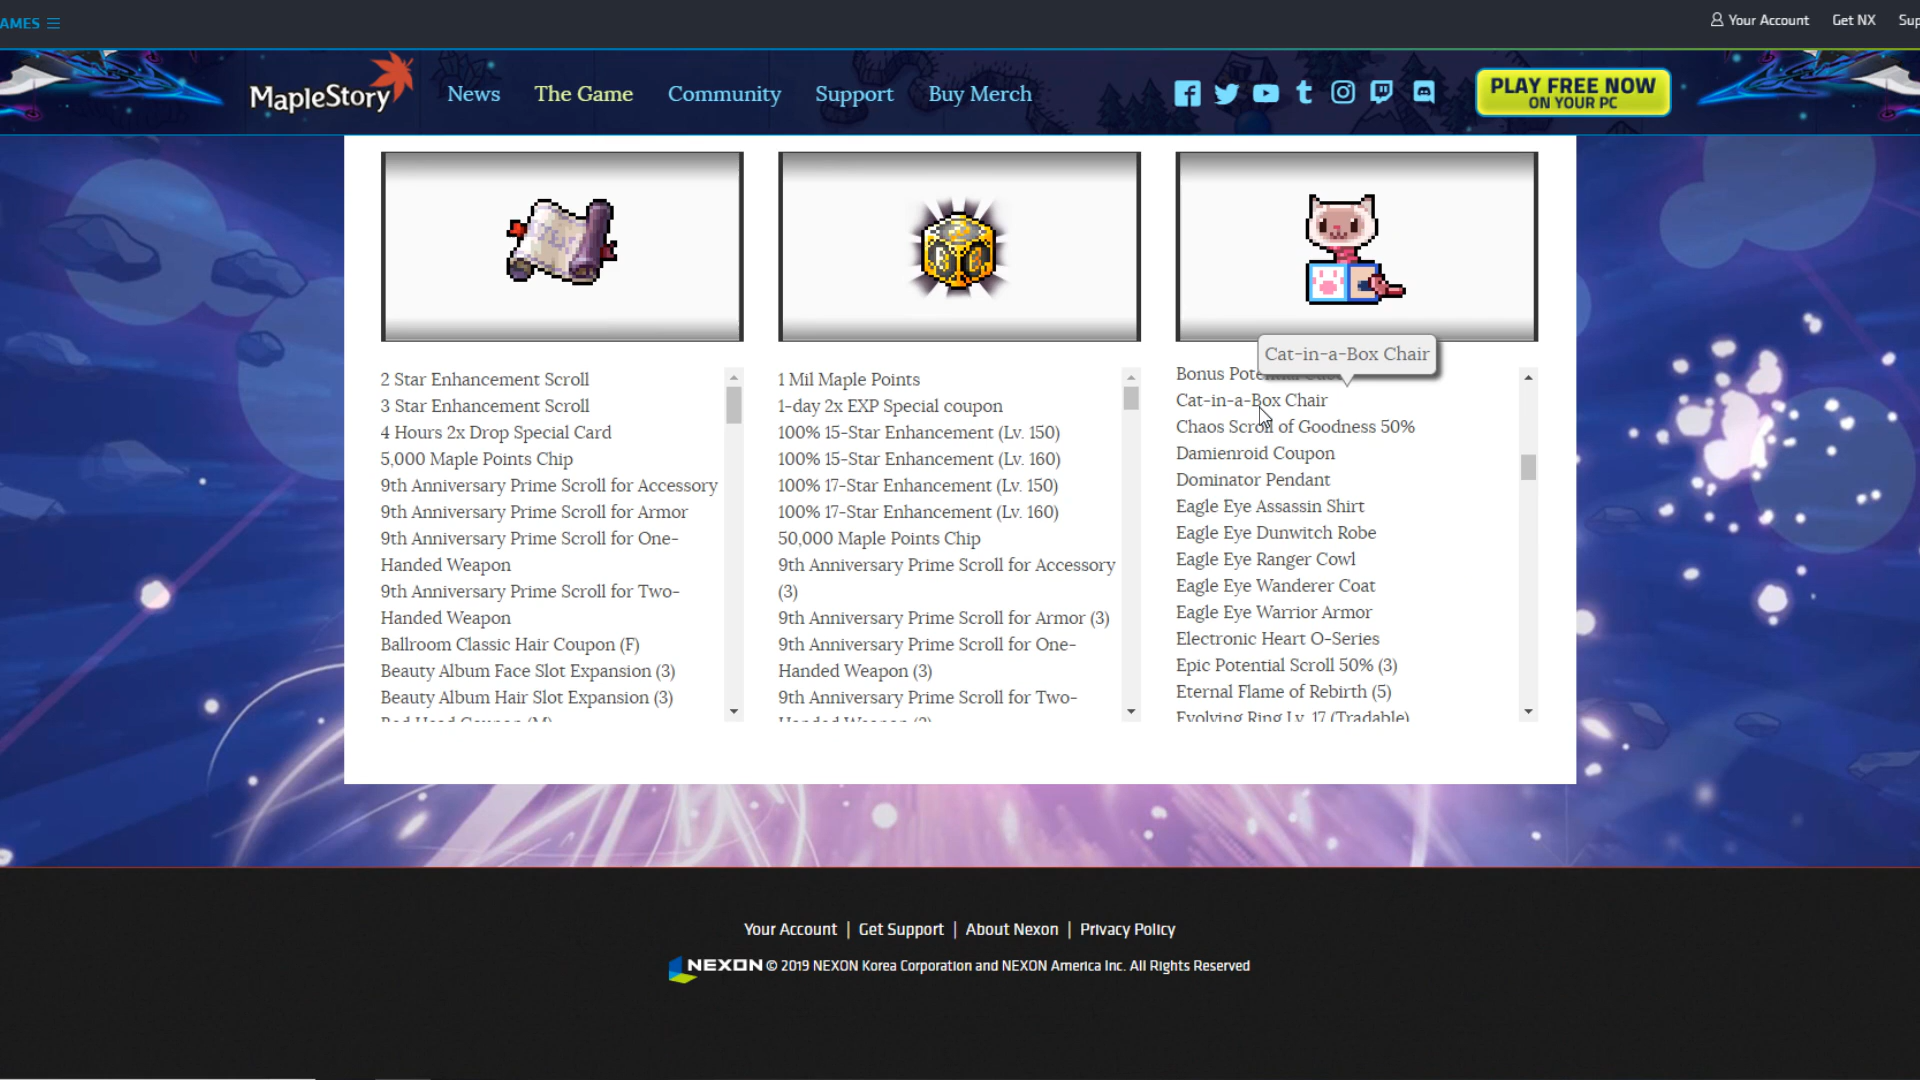 AMES
Your Account
Get NX
Sup
MapleStory
News
The Game
Community
Support
Buy Merch
PLAY FREE NOW
ON YOUR PC
2 Star Enhancement Scroll
3 Star Enhancement Scroll
4 Hours 2x Drop Special Card
5,000 Maple Points Chip
9th Anniversary Prime Scroll for Accessory
9th Anniversary Prime Scroll for Armor
9th Anniversary Prime Scroll for One-
Handed Weapon
9th Anniversary Prime Scroll for Two-
Handed Weapon
Ballroom Classic Hair Coupon (F)
Beauty Album Face Slot Expansion (3)
Beauty Album Hair Slot Expansion (3)
1 Mil Maple Points
1-day 2x EXP Special coupon
100% 15-Star Enhancement (Lv. 150)
100% 15-Star Enhancement (Lv. 160)
100% 17-Star Enhancement (Lv. 150)
100% 17-Star Enhancement (Lv. 160)
50,000 Maple Points Chip
9th Anniversary Prime Scroll for Accessory
(3)
9th Anniversary Prime Scroll for Armor (3)
9th Anniversary Prime Scroll for One-
Handed Weapon (3)
9th Anniversary Prime Scroll for Two-
Handed Weapon (3)
Cat-in-a-Box Chair
Bonus
Cat-in-a-Box Chair
Chaos Scroll of Goodness 50%
Damienroid Coupon
Dominator Pendant
Eagle Eye Assassin Shirt
Eagle Eye Dunwitch Robe
Eagle Eye Ranger Cowl
Eagle Eye Wanderer Coat
Eagle Eye Warrior Armor
Electronic Heart O-Series
Epic Potential Scroll 50% (3)
Eternal Flame of Rebirth (5)
Evolving Ring Lv. 17 (Tradable)
Your Account | Get Support | About Nexon | Privacy Policy
NEXON © 2019 NEXON Korea Corporation and NEXON America Inc. All Rights Reserved